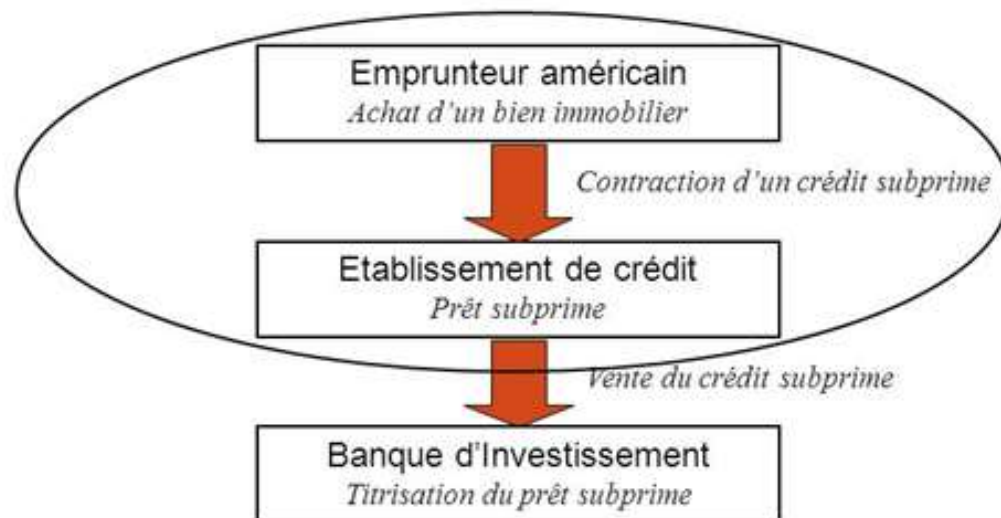 Emprunteur américain
Achat d'un bien immobilier
Contraction d'un crédit subprime
Etablissement de crédit
Prêt subprime
Vente du crédit subprime
Banque d'Investissement
Titrisation du prêt subprime